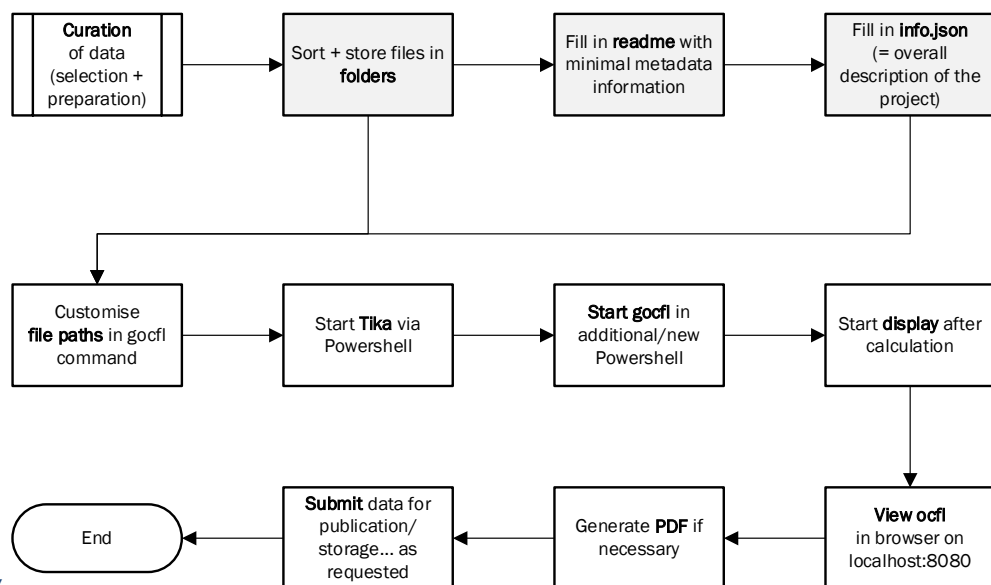 Curation
of data
(selection +
preparation)
Sort + store files in
folders
Fill in readme with
minimal metadata
information
Fill in info.json
(= overall
description of the
project)
Customise
file paths in gocfl
command
Start Tika via
Powershell
Start gocfl in
additional/new
Powershell
Start display after
calculation
End
Submit data for
publication/
storage... as
requested
Generate PDF if
necessary
View ocfl
in browser on
localhost:8080